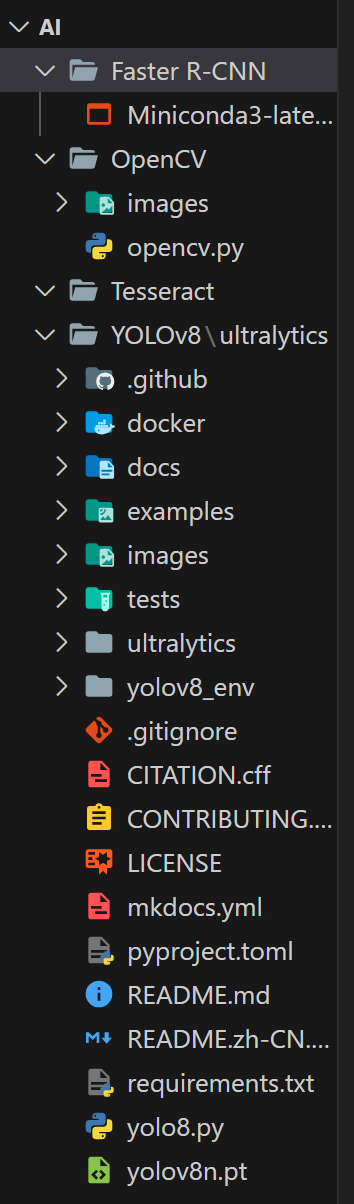 AI
Faster R-CNN
Miniconda3-late...
OpenCV
images
opencv.py
Tesseract
YOLOv8\ultralytics
.github
docker
docs
examples
images
tests
ultralytics
yolov8_env
.gitignore
CITATION.cff
CONTRIBUTING....
LICENSE
mkdocs.yml
pyproject.toml
README.md
README.zh-CN....
requirements.txt
yolo8.py
yolov8n.pt